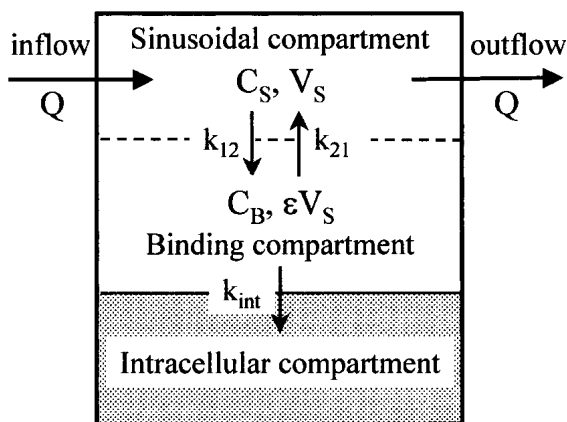 inflow
Sinusoidal compartment
outflow
Q
C_S, V_S
Q
k_12
k_21
C_B, εV_S
Binding compartment
k_int
Intracellular compartment